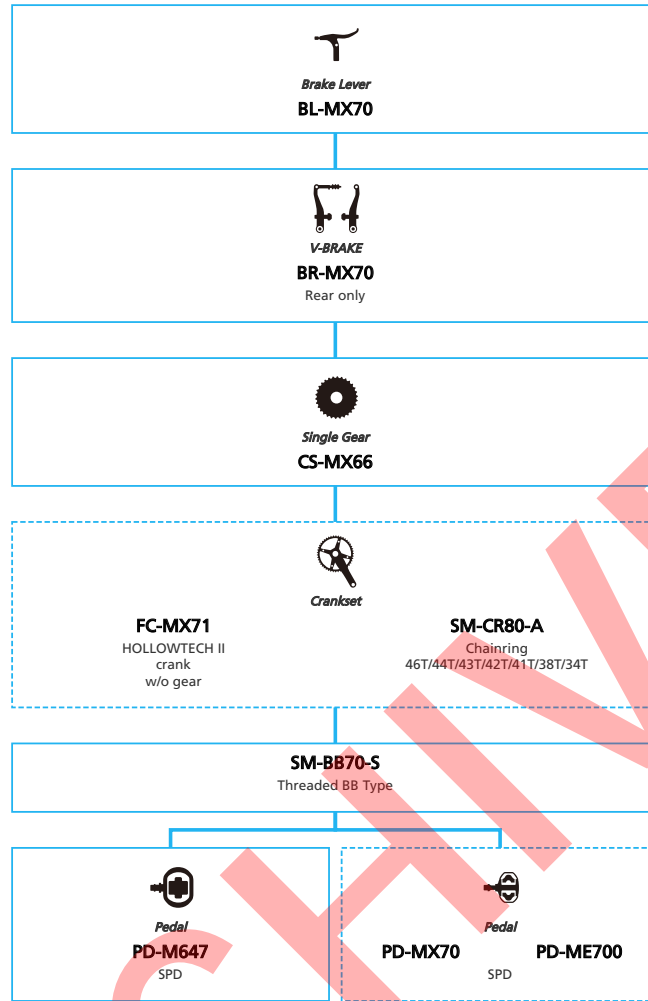 Brake Lever
BL-MX70
V-BRAKE
BR-MX70
Rear only
Single Gear
CS-MX66
Crankset
FC-MX71
HOLLOWTECH II
crank
w/o gear
SM-CR80-A
Chainring
46T/44T/43T/42T/41T/38T/34T
SM-BB70-S
Threaded BB Type
Pedal
PD-M647
SPD
Pedal
PD-MX70 PD-ME700
SPD
CHIV